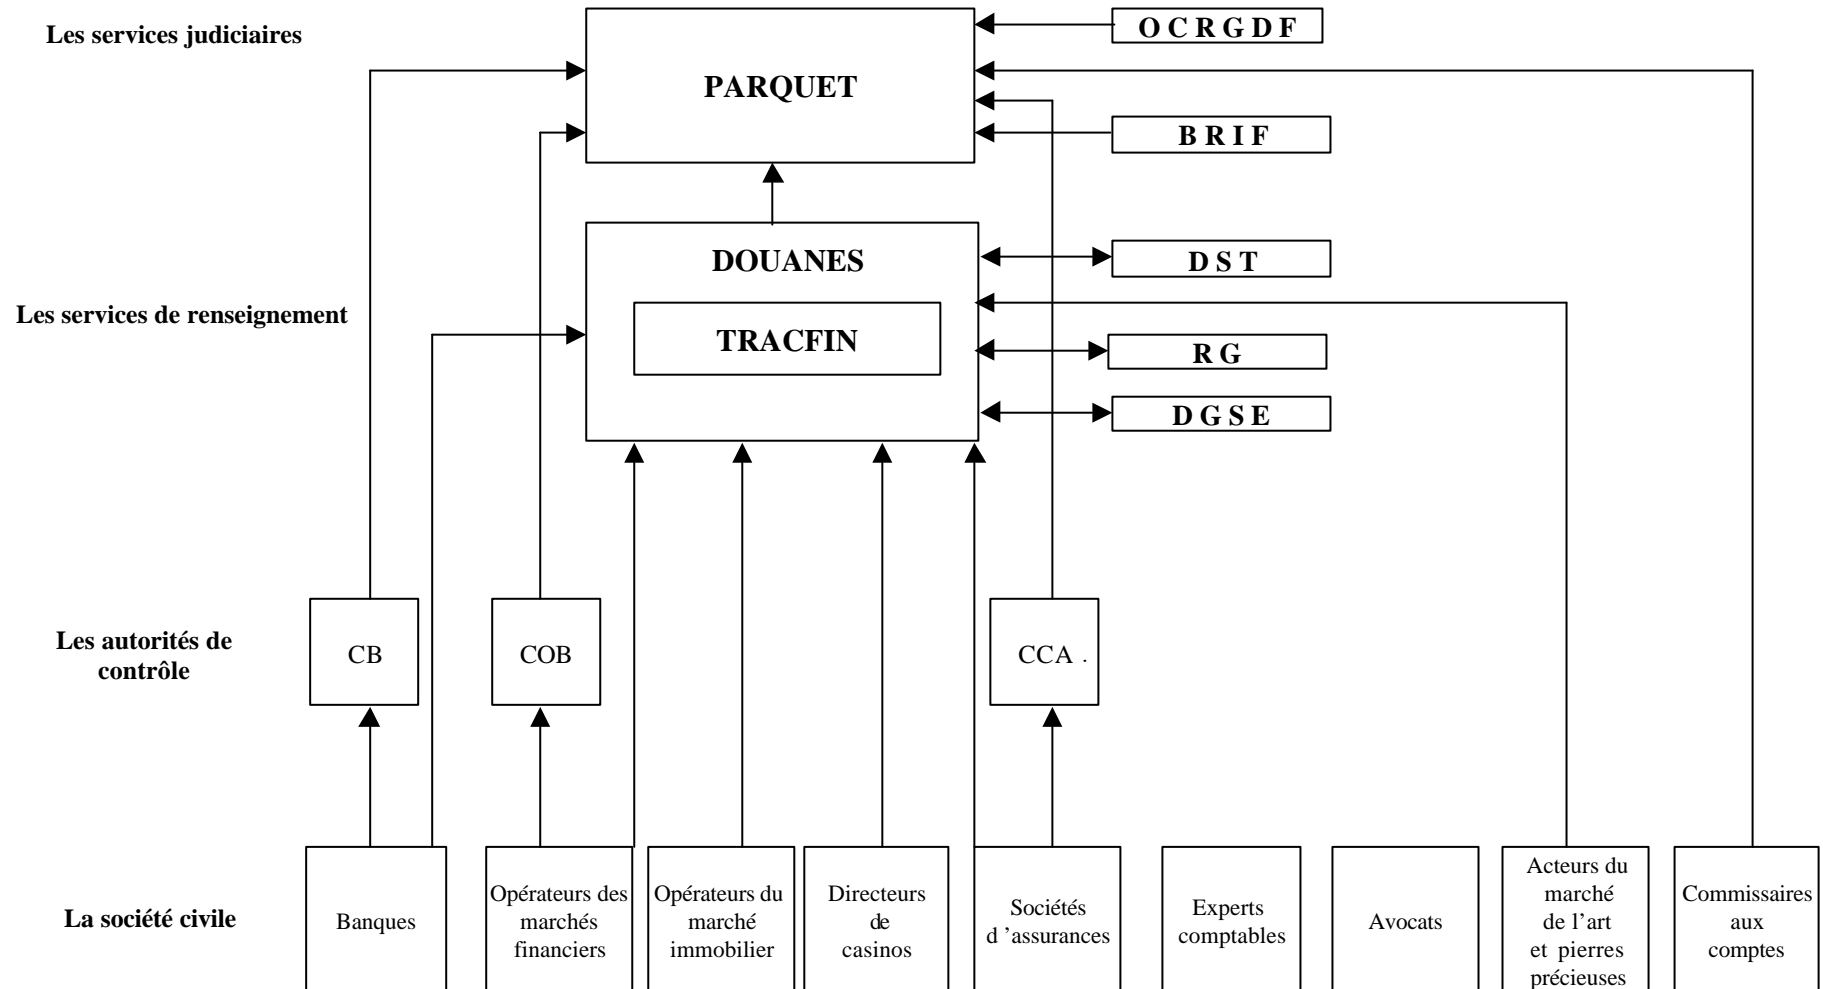 Les services judiciaires
O C R G D F
PARQUET
B R I F
DOUANES
D S T
Les services de renseignement
TRACFIN
R G
D G S E
Les autorités de
contrôle
CB
COB
CCA .
La société civile
Banques
Opérateurs des
marchés
financiers
Opérateurs du
marché
immobilier
Directeurs
de
casinos
Sociétés
d ’assurances
Experts
comptables
Avocats
Acteurs du
marché
de l’art
et pierres
précieuses
Commissaires
aux
comptes